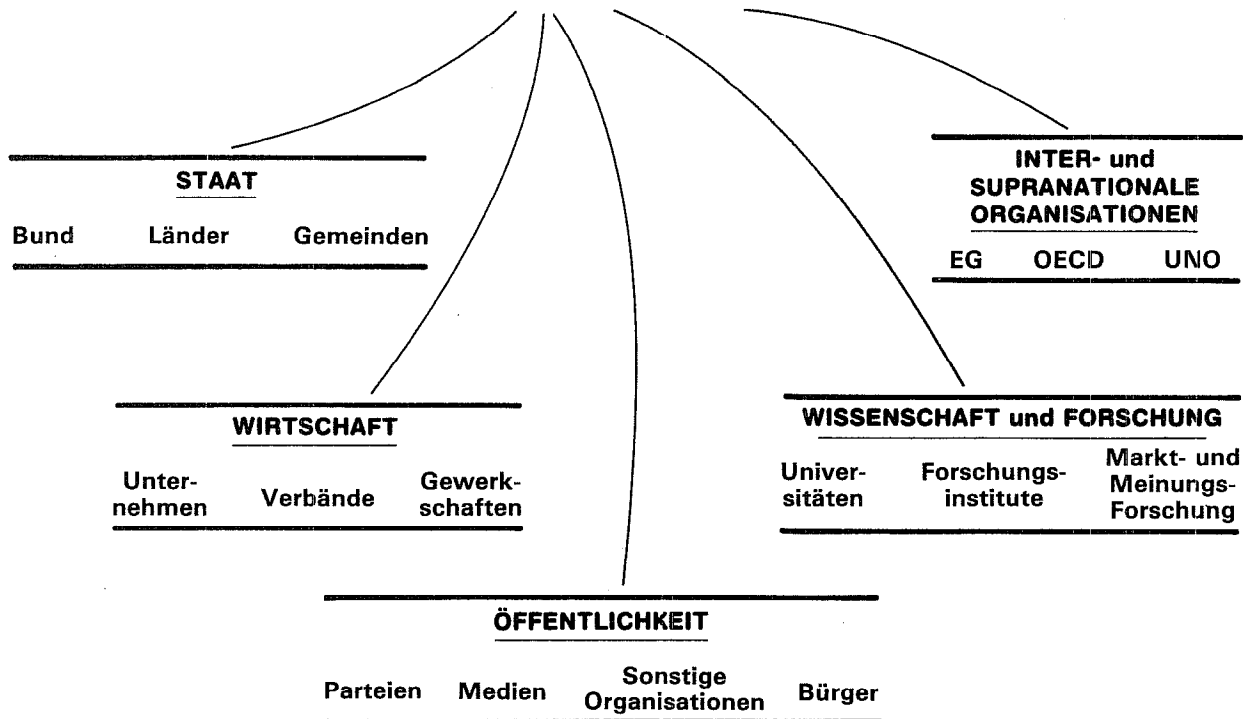 STAAT
Bund Länder Gemeinden
INTER- und
SUPRANATIONALE
ORGANISATIONEN
EG OECD UNO
WIRTSCHAFT
Unter-
nehmen
Verbände
Gewerk-
schaften
WISSENSCHAFT und FORSCHUNG
Univer-
sitäten
Forschungs-
institute
Markt- und
Meinungs-
Forschung
ÖFFENTLICHKEIT
Parteien
Medien
Sonstige
Organisationen
Bürger